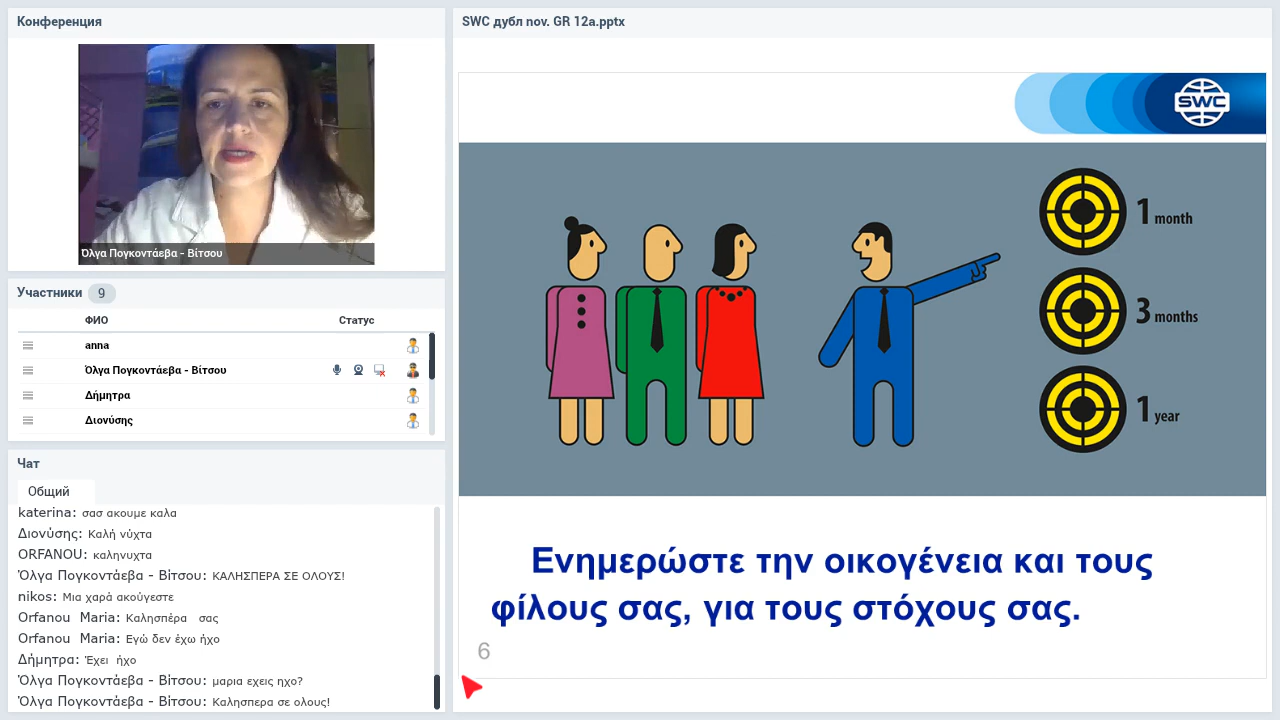 Конференция
Όλγα Πογκοντάεβα - Βίτσου
Участники 9
ФИО Статус
anna
Όλγα Πογκοντάεβα - Βίτσου
Δήμητρα
Διονύσης
Чат
Общий
katerina: σασ ακουμε καλα
Διονύσης: Καλή νύχτα
ORFANOU: καληνυχτα
Όλγα Πογκοντάεβα - Βίτσου: ΚΑΛΗΣΠΕΡΑ ΣΕ ΟΛΟΥΣ!
nikos: Μια χαρά ακούγεστε
Orfanou Maria: Καλησπέρα σας
Orfanou Maria: Εγώ δεν έχω ήχο
Δήμητρα: Έχει ήχο
Όλγα Πογκοντάεβα - Βίτσου: μαρια εχεις ηχο?
Όλγα Πογκοντάεβα - Βίτσου: Καλησπερα σε ολους!
SWC дубл nov. GR 12a.pptx
SWC
1 month
3 months
1 year
Ενημερώστε την οικογένεια και τους
φίλους σας, για τους στόχους σας.
6